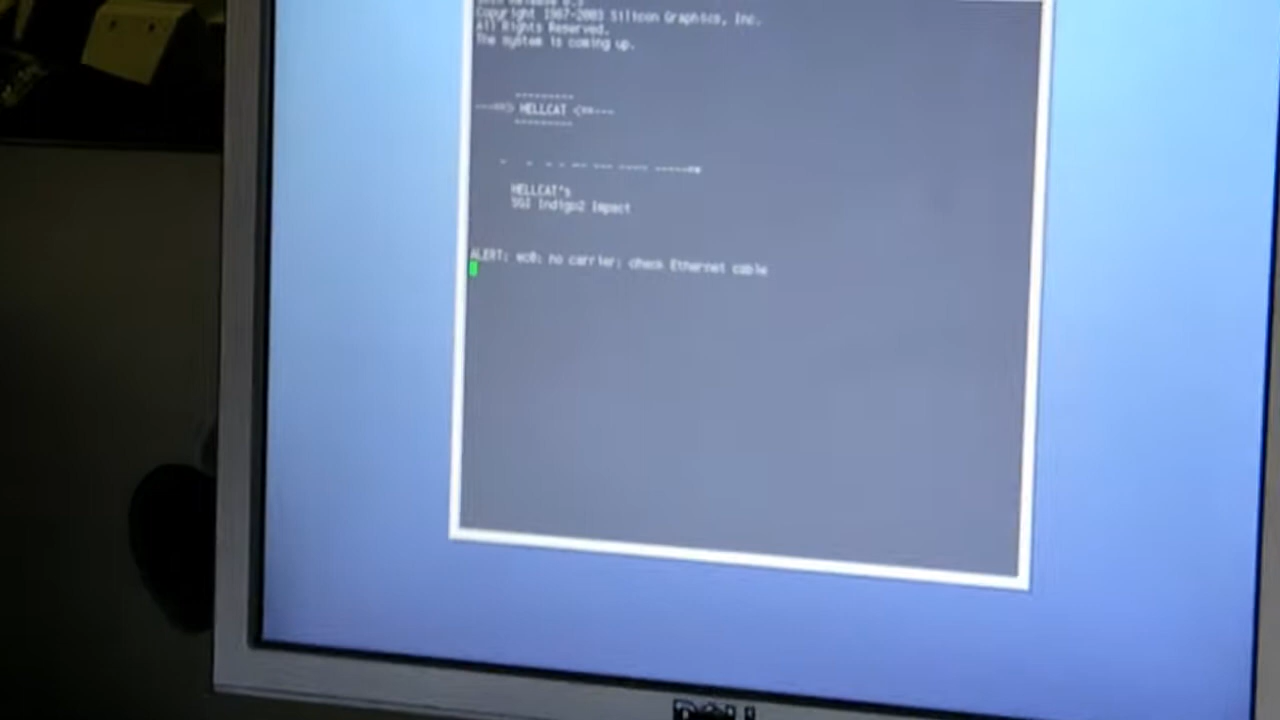 Copyright 1987-2003 Silicon Graphics, Inc.
All Rights Reserved.
The system is coming up.
---------
---==> HELLCAT <==---
---------
HELLCAT's
SGI Indigo2 Impact
ALERT: ec0: no carrier: check Ethernet cable
DELL